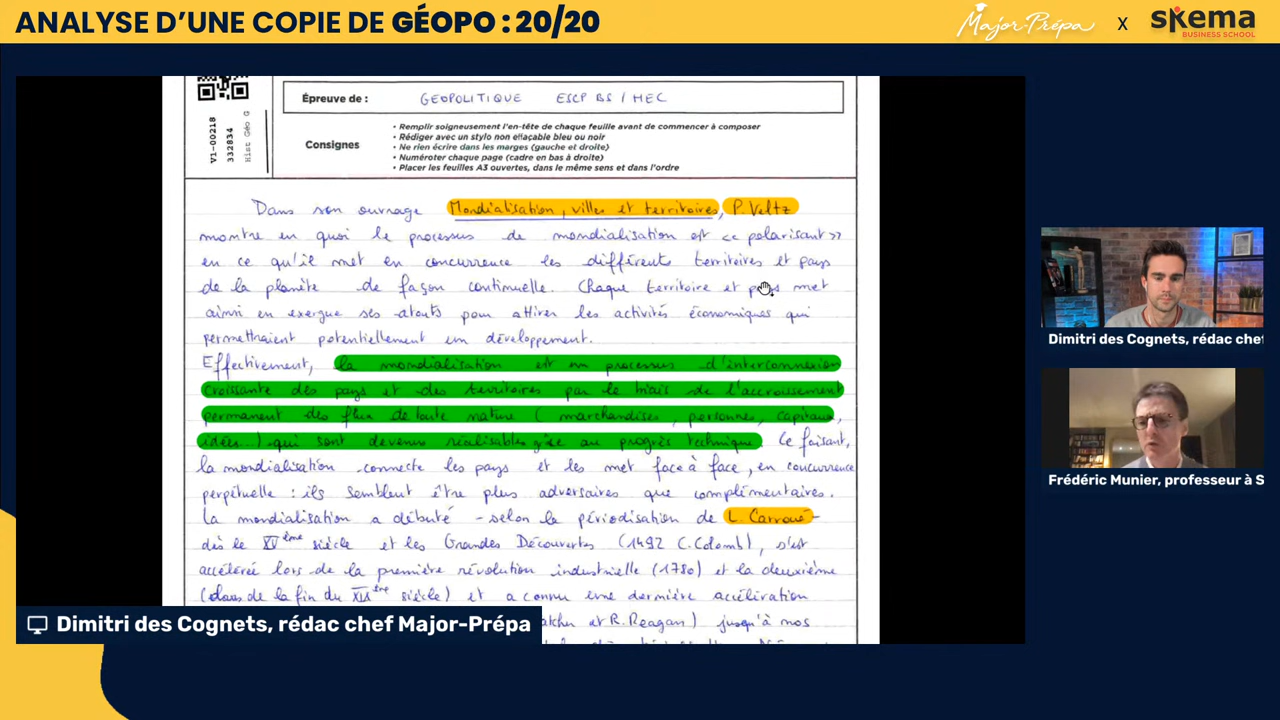 ANALYSE D'UNE COPIE DE GÉOPO : 20/20
Major-Prépa x SKEMA
BUSINESS SCHOOL
V1-00218
332834
Hist Géo G
Épreuve de : GEOPOLITIQUE ESCP BS / HEC
Consignes
• Remplir soigneusement l'en-tête de chaque feuille avant de commencer à composer
• Rédiger avec un stylo non effaçable bleu ou noir
• Ne rien écrire dans les marges (gauche et droite)
• Numéroter chaque page (cadre en bas à droite)
• Placer les feuilles A3 ouvertes, dans le même sens et dans l'ordre
Dans son ouvrage Mondialisation, villes et territoires, P. Veltz
montre en quoi le processus de mondialisation est « polarisant »
en ce qu'il met en concurrence les différents territoires et pays
de la planète de façon continuelle. Chaque territoire et pays met
ainsi en exergue ses atouts pour attirer les activités économiques qui
permettraient potentiellement un développement.
Effectivement, la mondialisation est un processus d'interconnexion
croissante des pays et des territoires par le biais de l'accroissement
permanent des flux de toute nature ( marchandises, personnes, capitaux,
idées...) qui sont devenus réalisables grâce au progrès technique. Ce faisant,
la mondialisation connecte les pays et les met face à face, en concurrence
perpétuelle : ils semblent être plus adversaires que complémentaires.
La mondialisation a débuté - selon la périodisation de L. Carroué -
dès le XVème siècle et les Grandes Découvertes (1492 C. Colomb), s'est
accélérée lors de la première révolution industrielle (1780) et la deuxième
de la fin du XIXème siècle) et a connu une dernière accélération
et R. Reagan) jusqu'à nos
Dimitri des Cognets, rédac chef Major-Prépa
Dimitri des Cognets, rédac chef
Frédéric Munier, professeur à S